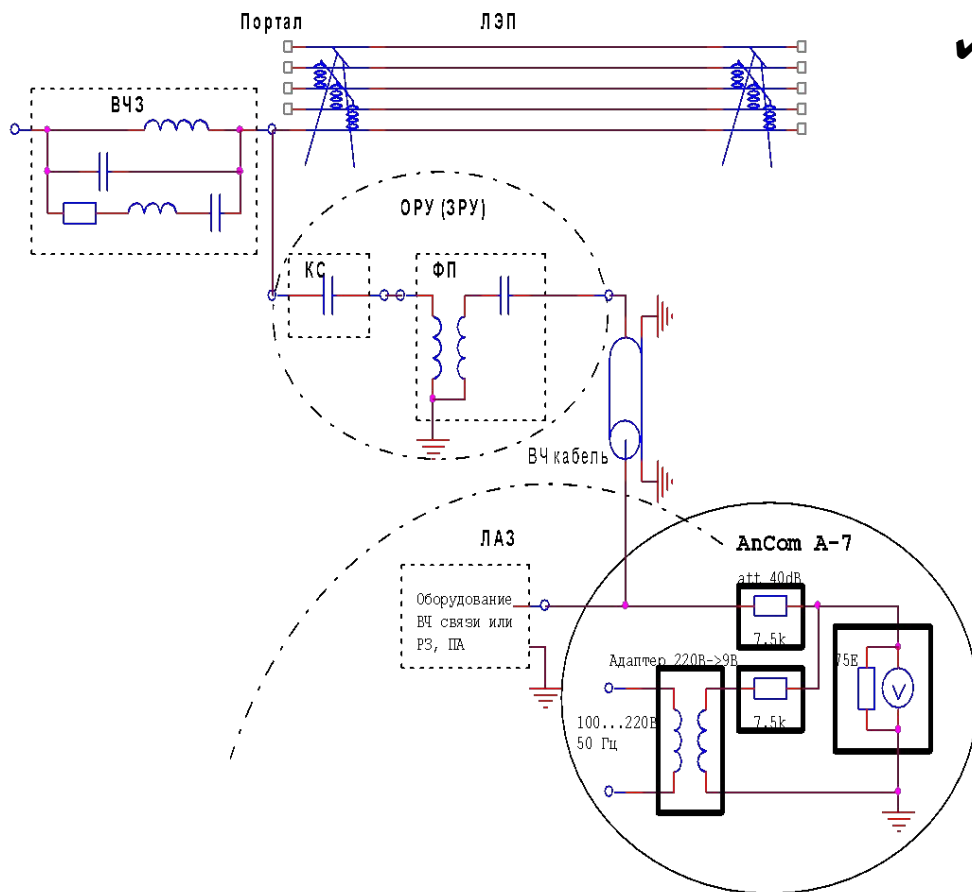 Портал
ЛЭП
ВЧЗ
ОРУ (ЗРУ)
КС
ФП
ВЧ кабель
ЛАЗ
AnCom A-7
att 40dB
Оборудование
ВЧ связи или
РЗ, ПА
7.5k
Адаптер 220В->9В
75E
V
7.5k
100...220В
50 Гц